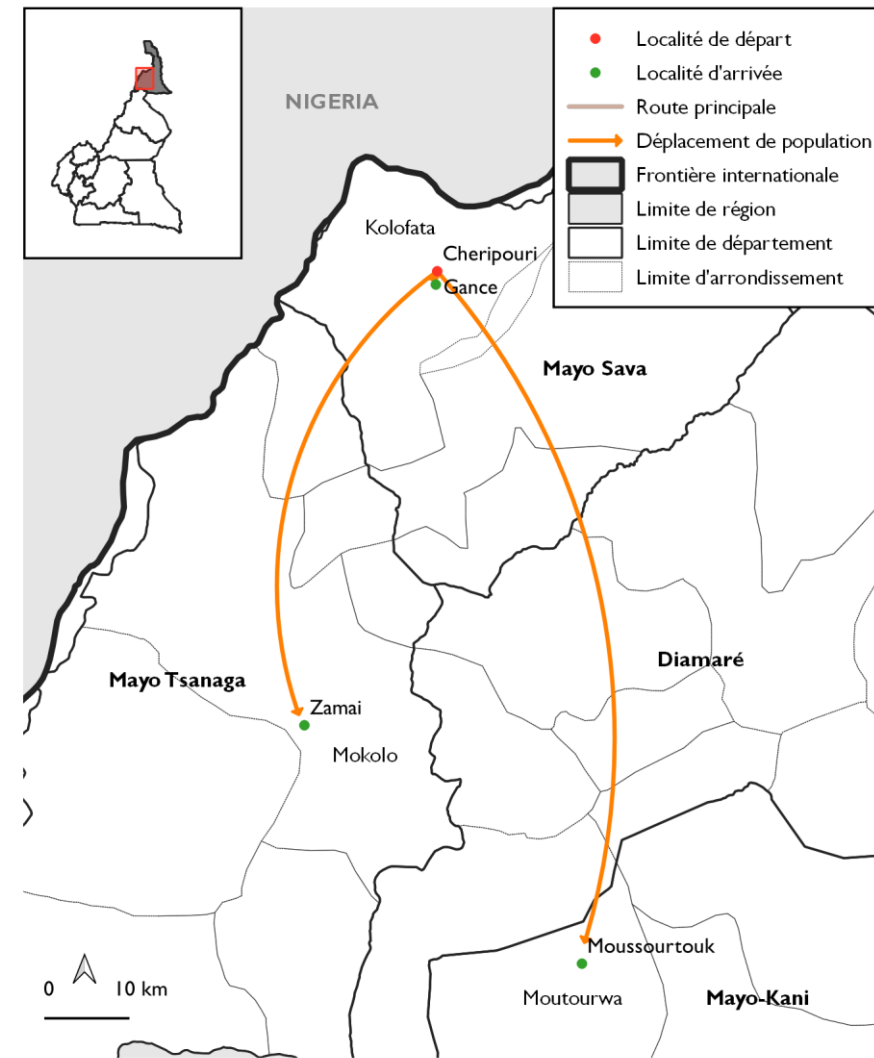 NIGERIA
Localité de départ
Localité d'arrivée
Route principale
Déplacement de population
Frontière internationale
Limite de région
Limite de département
Limite d'arrondissement
Kolofata
Cheripouri
Gance
Mayo Sava
Diamaré
Mayo Tsanaga
Zamai
Mokolo
Moussourtouk
Moutourwa
Mayo-Kani
0 10 km